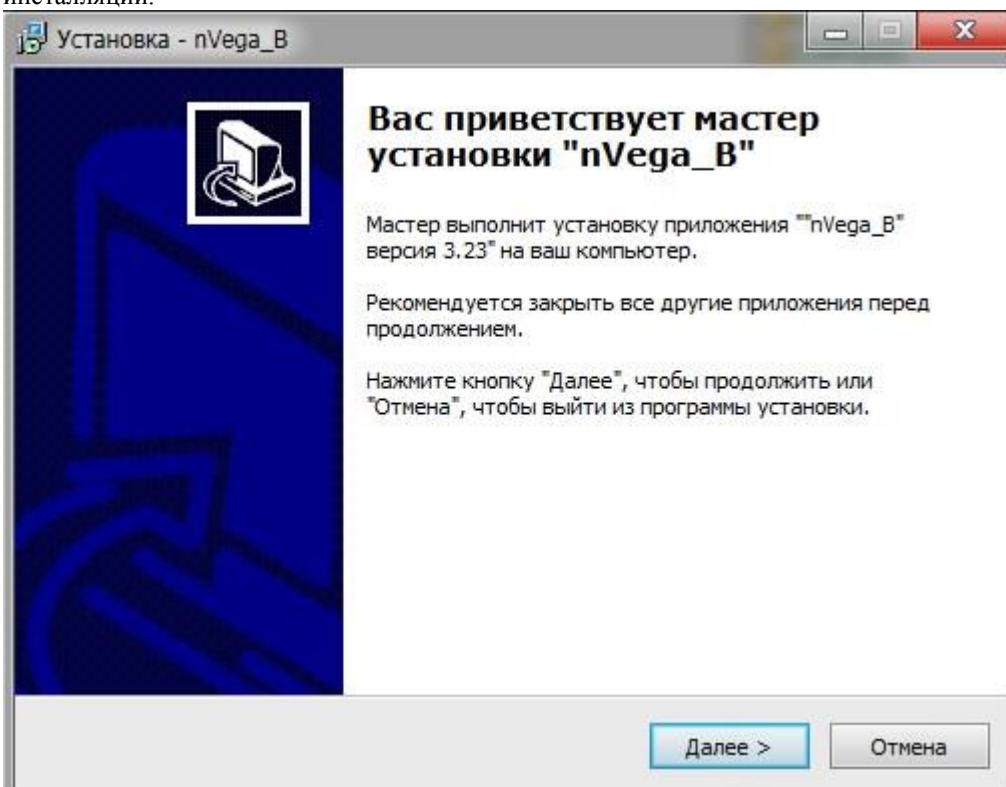 инсталляции.
Установка - nVega_B
Вас приветствует мастер
установки "nVega_B"
Мастер выполнит установку приложения ""nVega_B"
версия 3.23" на ваш компьютер.
Рекомендуется закрыть все другие приложения перед
продолжением.
Нажмите кнопку "Далее", чтобы продолжить или
"Отмена", чтобы выйти из программы установки.
Далее >
Отмена